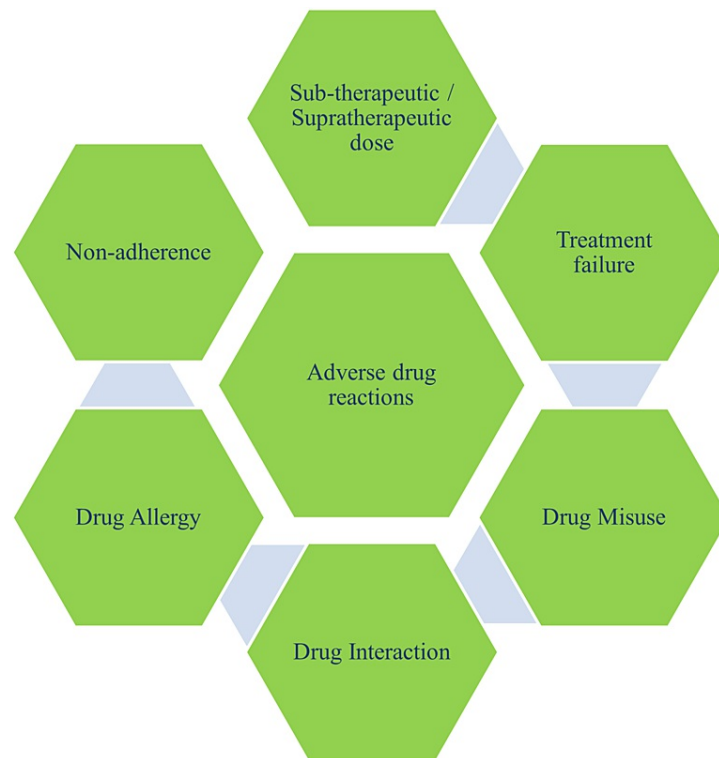 Sub-therapeutic /
Supratherapeutic
dose
Non-adherence
Treatment
failure
Adverse drug
reactions
Drug Allergy
Drug Misuse
Drug Interaction